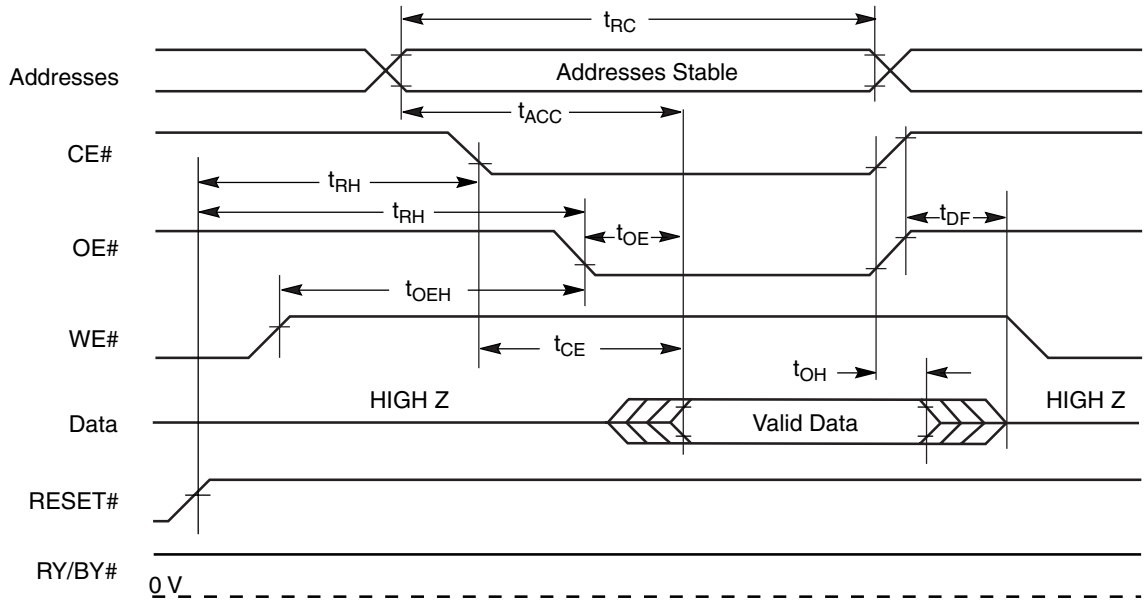 tRC
Addresses
Addresses Stable
tACC
CE#
tRH
tRH
tDF
OE#
tOE
tOEH
WE#
tCE
tOH
HIGH Z
HIGH Z
Data
Valid Data
RESET#
RY/BY#
0 V